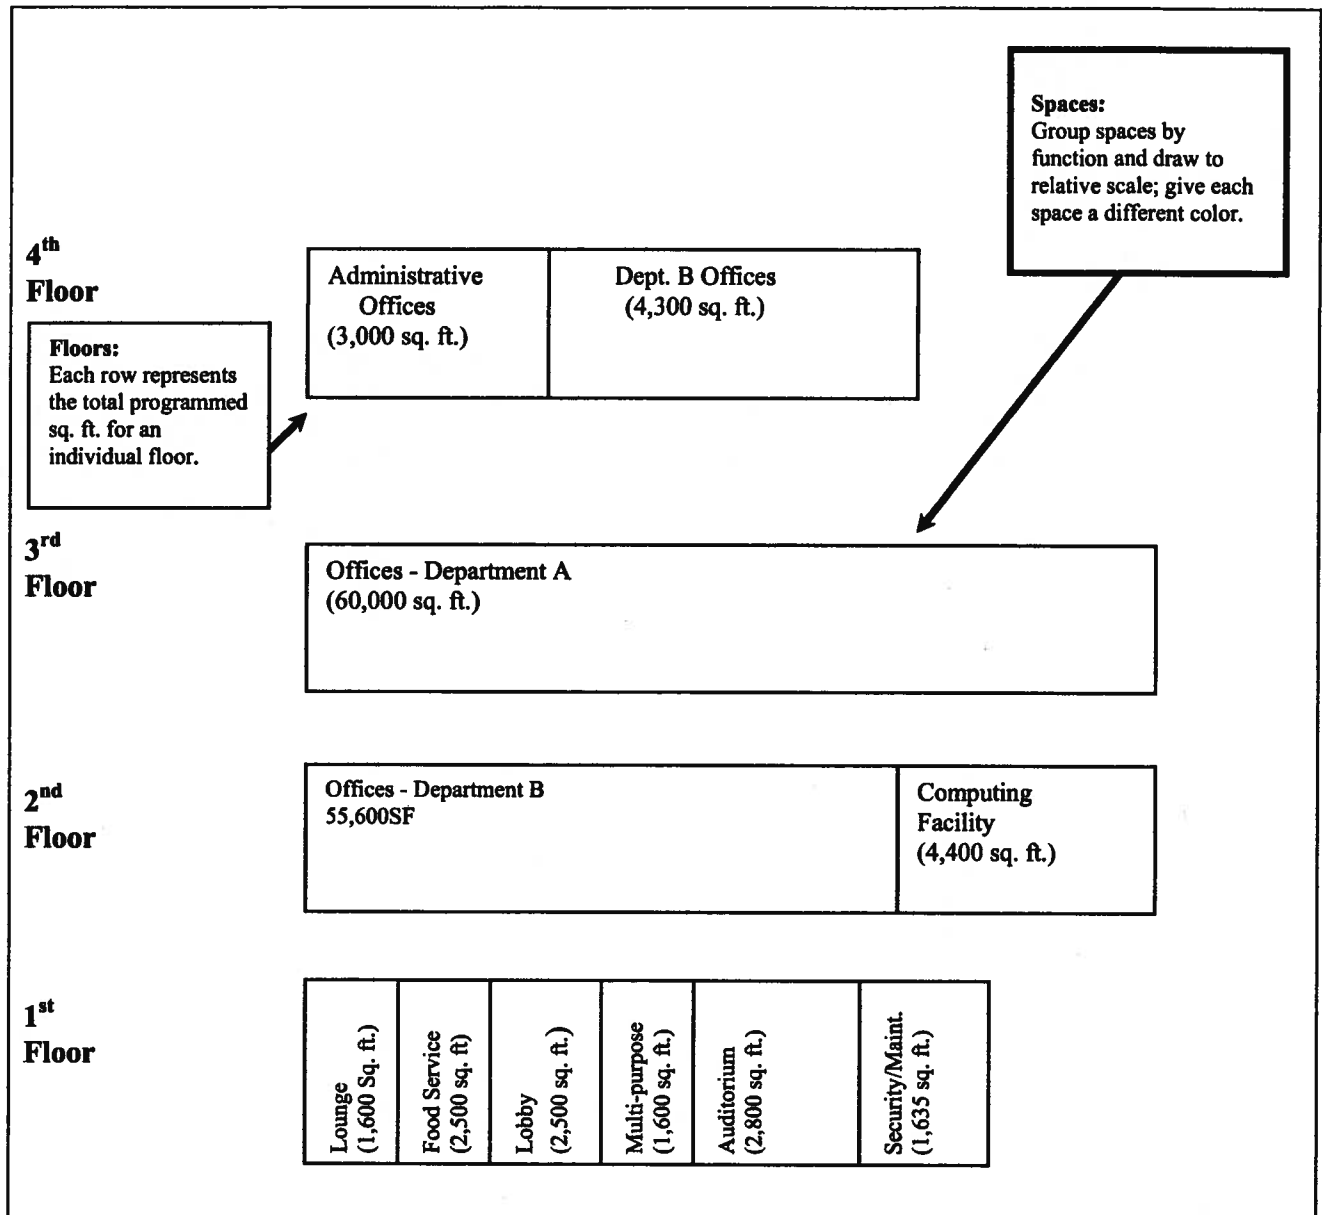 Spaces:
Group spaces by
function and draw to
relative scale; give each
space a different color.
4th
Floor
Administrative
Offices
(3,000 sq. ft.)
Dept. B Offices
(4,300 sq. ft.)
Floors:
Each row represents
the total programmed
sq. ft. for an
individual floor.
3rd
Floor
Offices - Department A
(60,000 sq. ft.)
2nd
Floor
Offices - Department B
55,600SF
Computing
Facility
(4,400 sq. ft.)
1st
Floor
Lounge
(1,600 Sq. ft.)
Food Service
(2,500 sq. ft)
Lobby
(2,500 sq. ft.)
Multi-purpose
(1,600 sq. ft.)
Auditorium
(2,800 sq. ft.)
Security/Maint.
(1,635 sq. ft.)